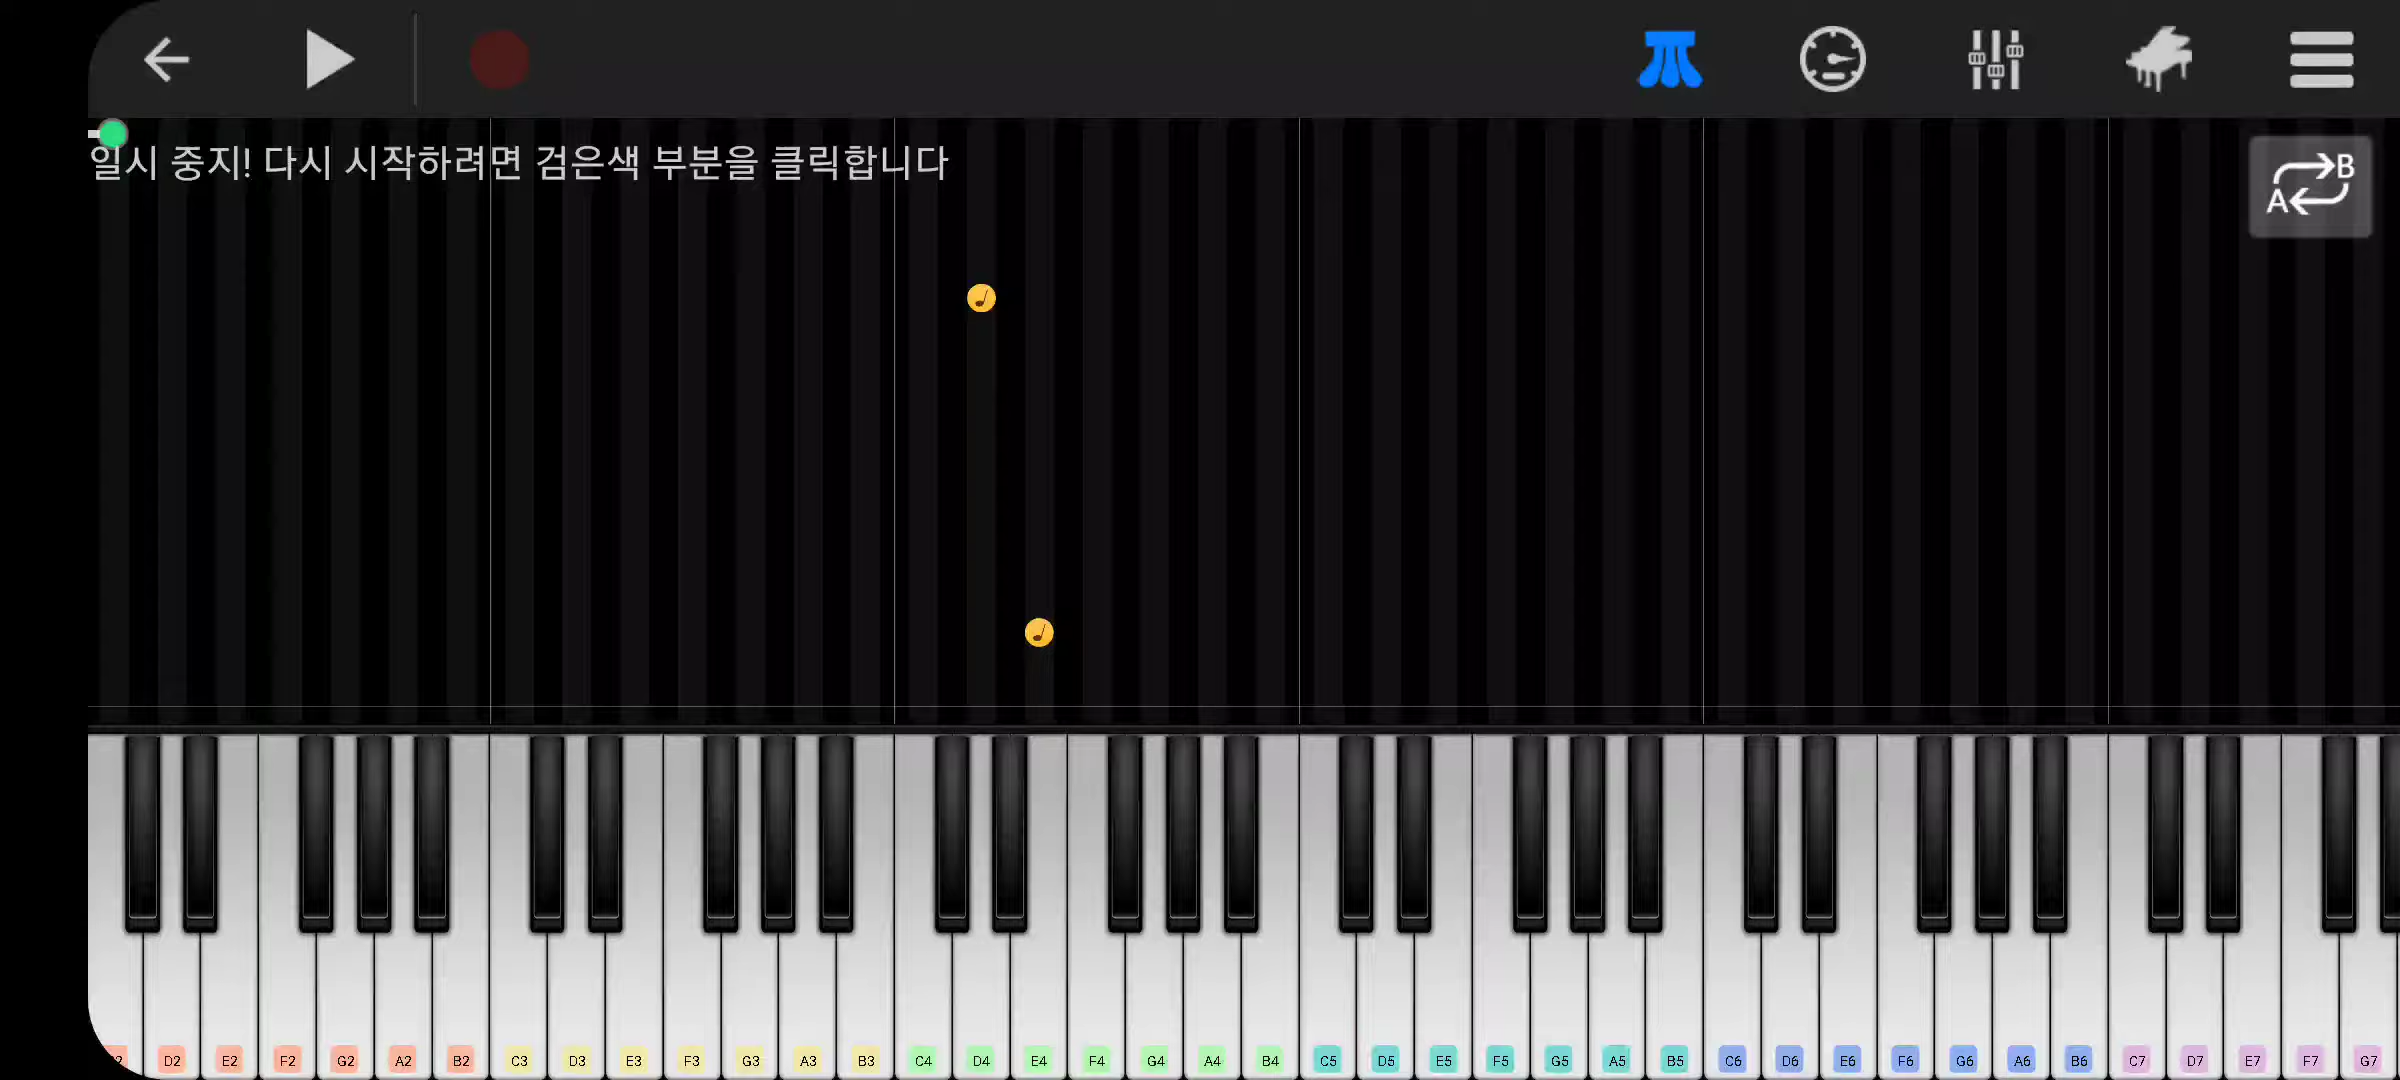 일시 중지! 다시 시작하려면 검은색 부분을 클릭합니다
A B
D2 E2 F2 G2 A2 B2 C3 D3 E3 F3 G3 A3 B3 C4 D4 E4 F4 G4 A4 B4 C5 D5 E5 F5 G5 A5 B5 C6 D6 E6 F6 G6 A6 B6 C7 D7 E7 F7 G7